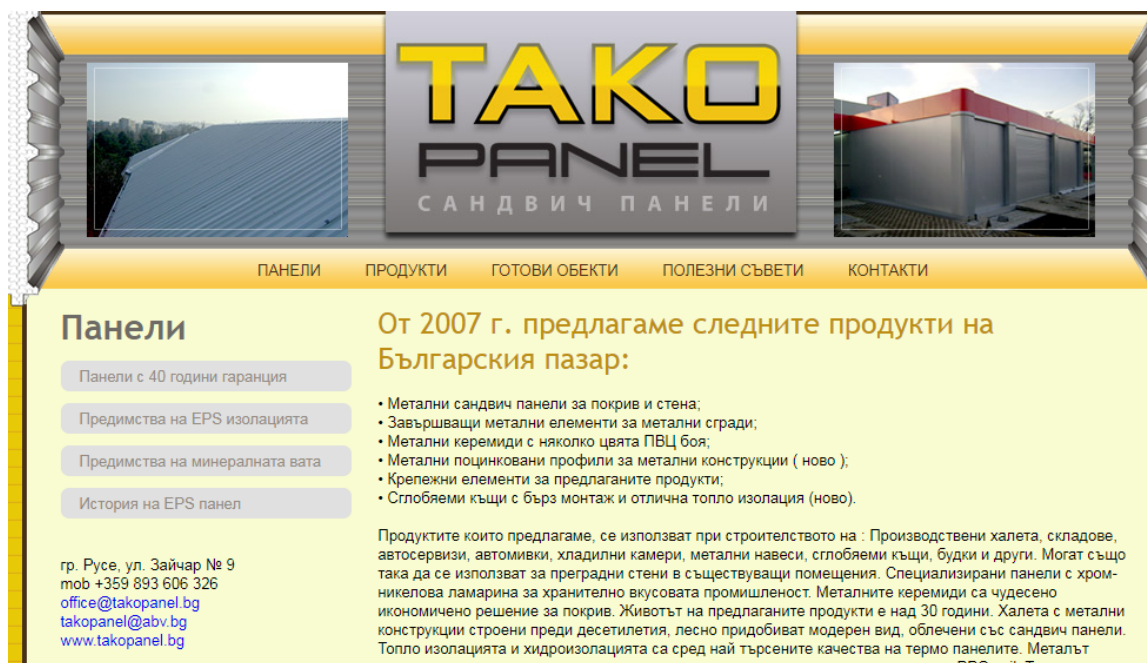 TAKO
PANEL
САНДВИЧ ПАНЕЛИ
ПАНЕЛИ ПРОДУКТИ ГОТОВИ ОБЕКТИ ПОЛЕЗНИ СЪВЕТИ КОНТАКТИ
Панели
Панели с 40 години гаранция
Предимства на EPS изолацията
Предимства на минералната вата
История на EPS панел
гр. Русе, ул. Зайчар № 9
mob +359 893 606 326
office@takopanel.bg
takopanel@abv.bg
www.takopanel.bg
От 2007 г. предлагаме следните продукти на
Българския пазар:
• Метални сандвич панели за покрив и стена;
• Завършващи метални елементи за метални сгради;
• Метални керемиди с няколко цвята ПВЦ боя;
• Метални поцинковани профили за метални конструкции ( ново );
• Крепежни елементи за предлаганите продукти;
• Сглобяеми къщи с бърз монтаж и отлична топло изолация (ново).
Продуктите които предлагаме, се използват при строителството на : Производствени халета, складове,
автосервизи, автомивки, хладилни камери, метални навеси, сглобяеми къщи, будки и други. Могат също
така да се използват за преградни стени в съществуващи помещения. Специализирани панели с хром-
никелова ламарина за хранително вкусовата промишленост. Металните керемиди са чудесено
икономичено решение за покрив. Животът на предлаганите продукти е над 30 години. Халета с метални
конструкции строени преди десетилетия, лесно придобиват модерен вид, облечени със сандвич панели.
Топло изолацията и хидроизолацията са сред най търсените качества на термо панелите. Металът